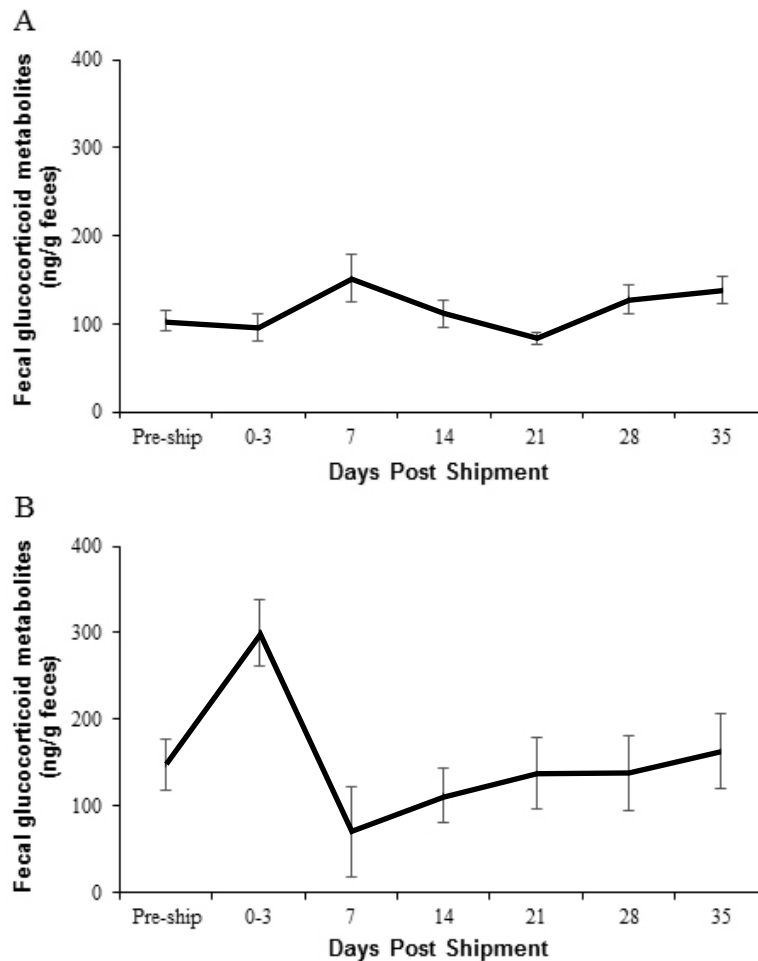 A
Fecal glucocorticoid metabolites
(ng/g feces)
400
300
200
100
0
Pre-ship 0-3 7 14 21 28 35
Days Post Shipment
B
Fecal glucocorticoid metabolites
(ng/g feces)
400
300
200
100
0
Pre-ship 0-3 7 14 21 28 35
Days Post Shipment